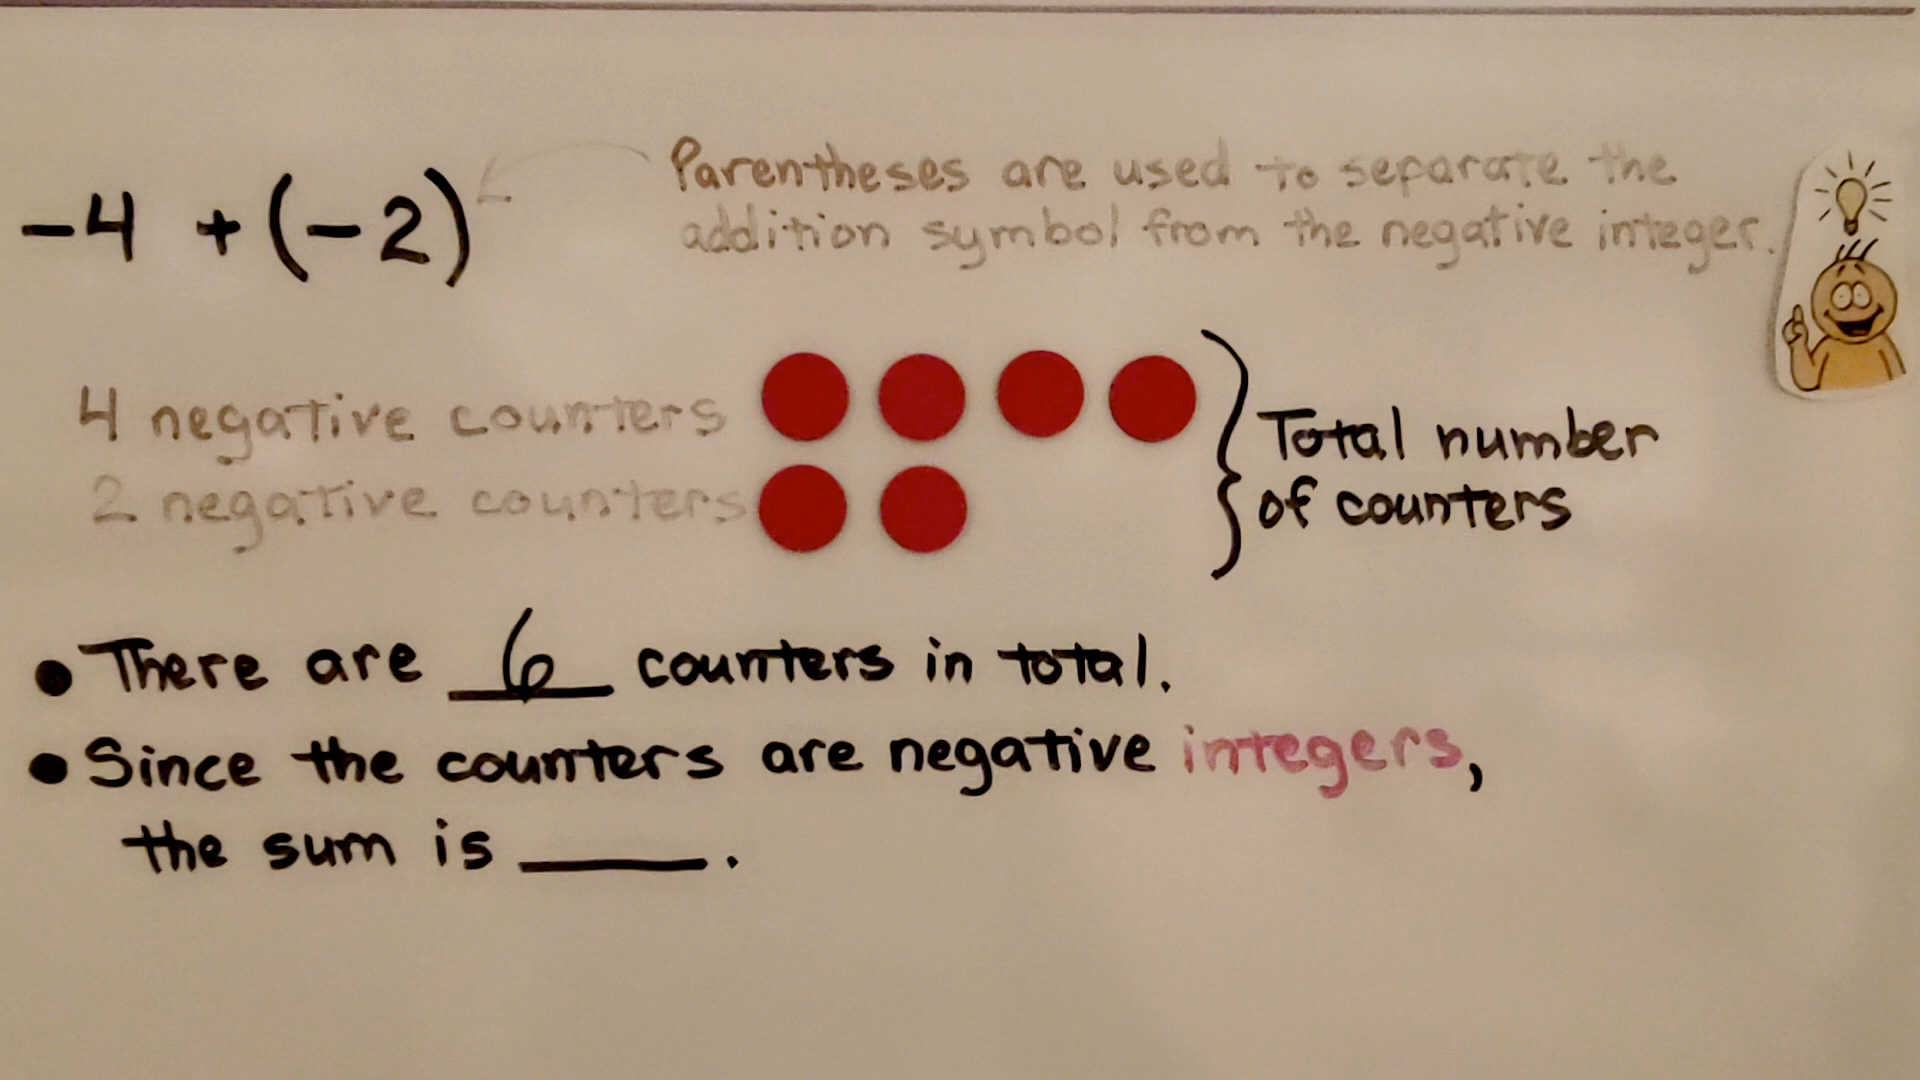 -4 + (-2)
Parentheses are used to separate the
addition symbol from the negative integer.
4 negative counters
2 negative counters
Total number
of counters
• There are 6 counters in total.
• Since the counters are negative integers,
the sum is ____.